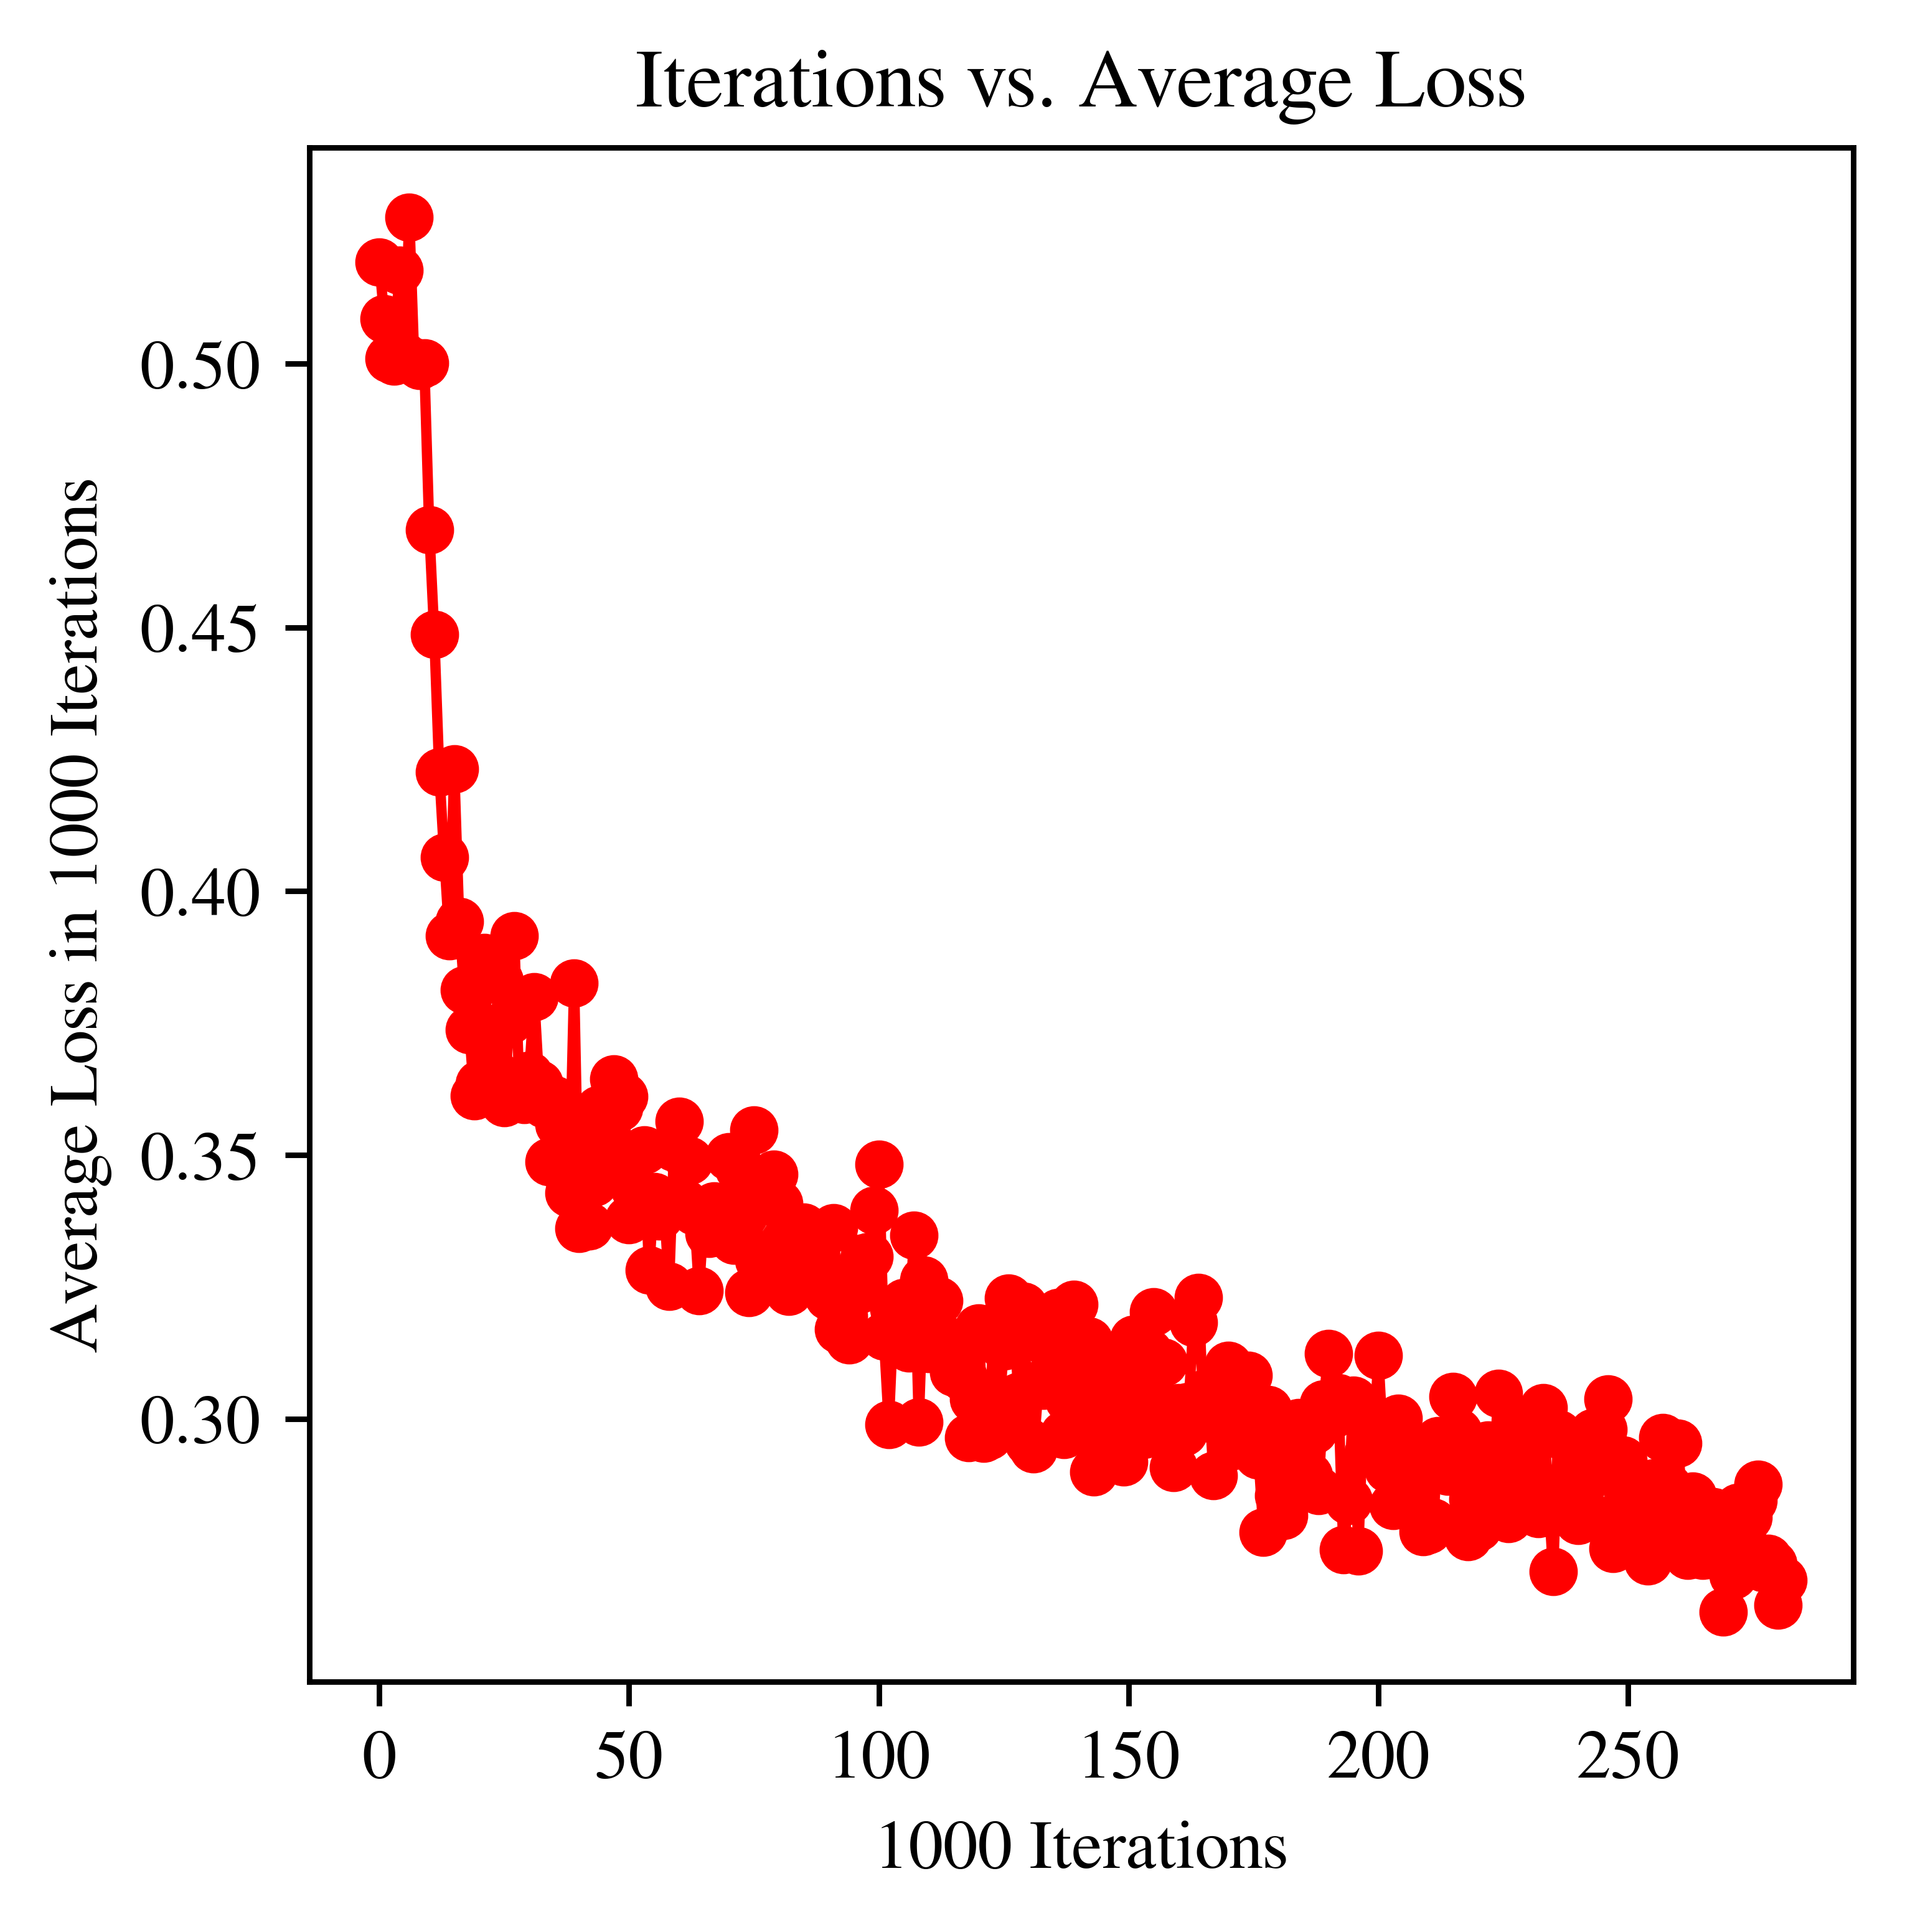 Iterations vs. Average Loss
Average Loss in 1000 Iterations
0.50
0.45
0.40
0.35
0.30
0 50 100 150 200 250
1000 Iterations